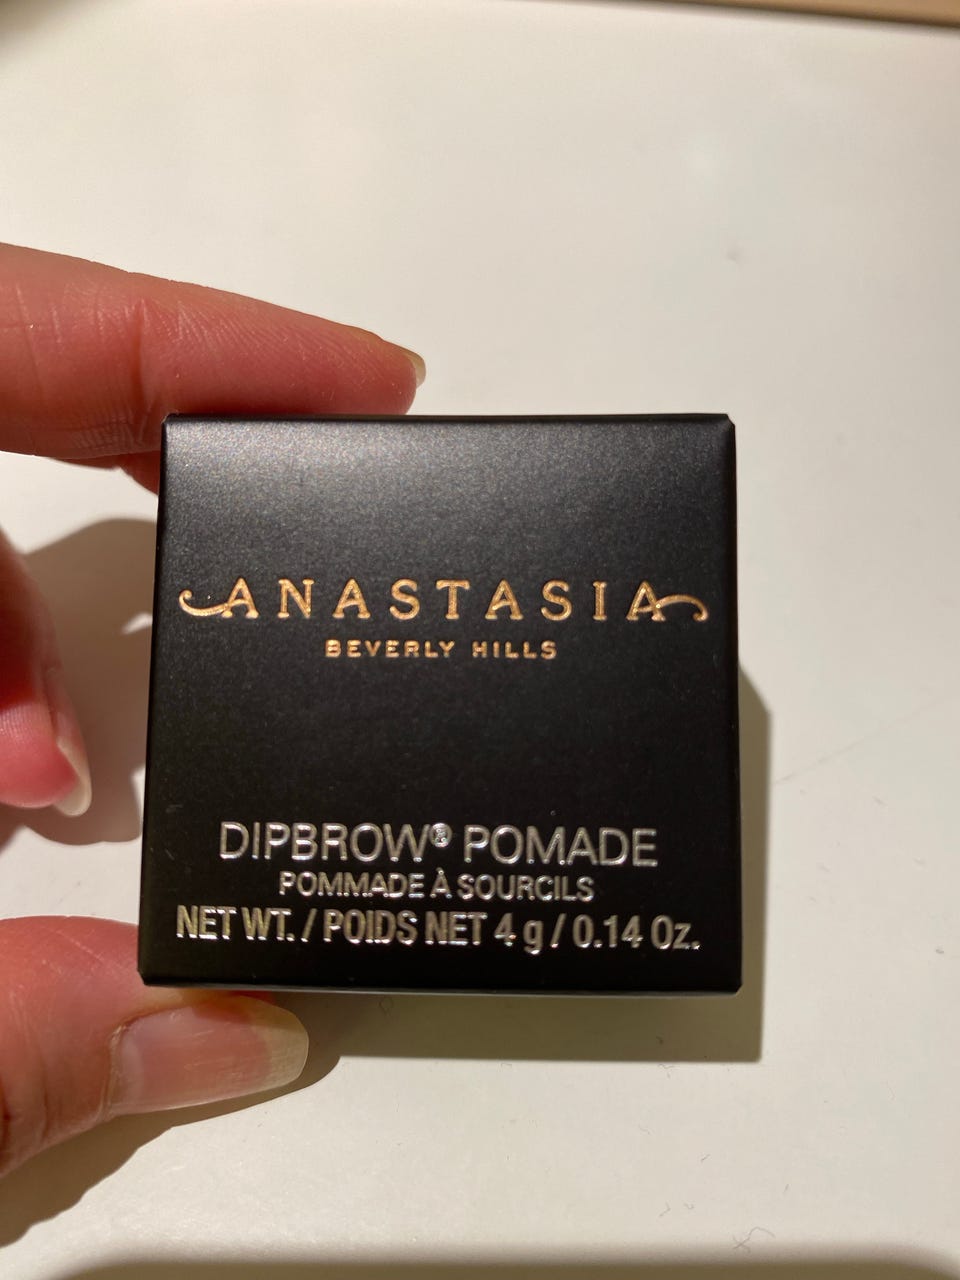 ANASTASIA
BEVERLY HILLS
DIPBROW® POMADE
POMMADE À SOURCILS
NET WT. / POIDS NET 4 g / 0.14 Oz.